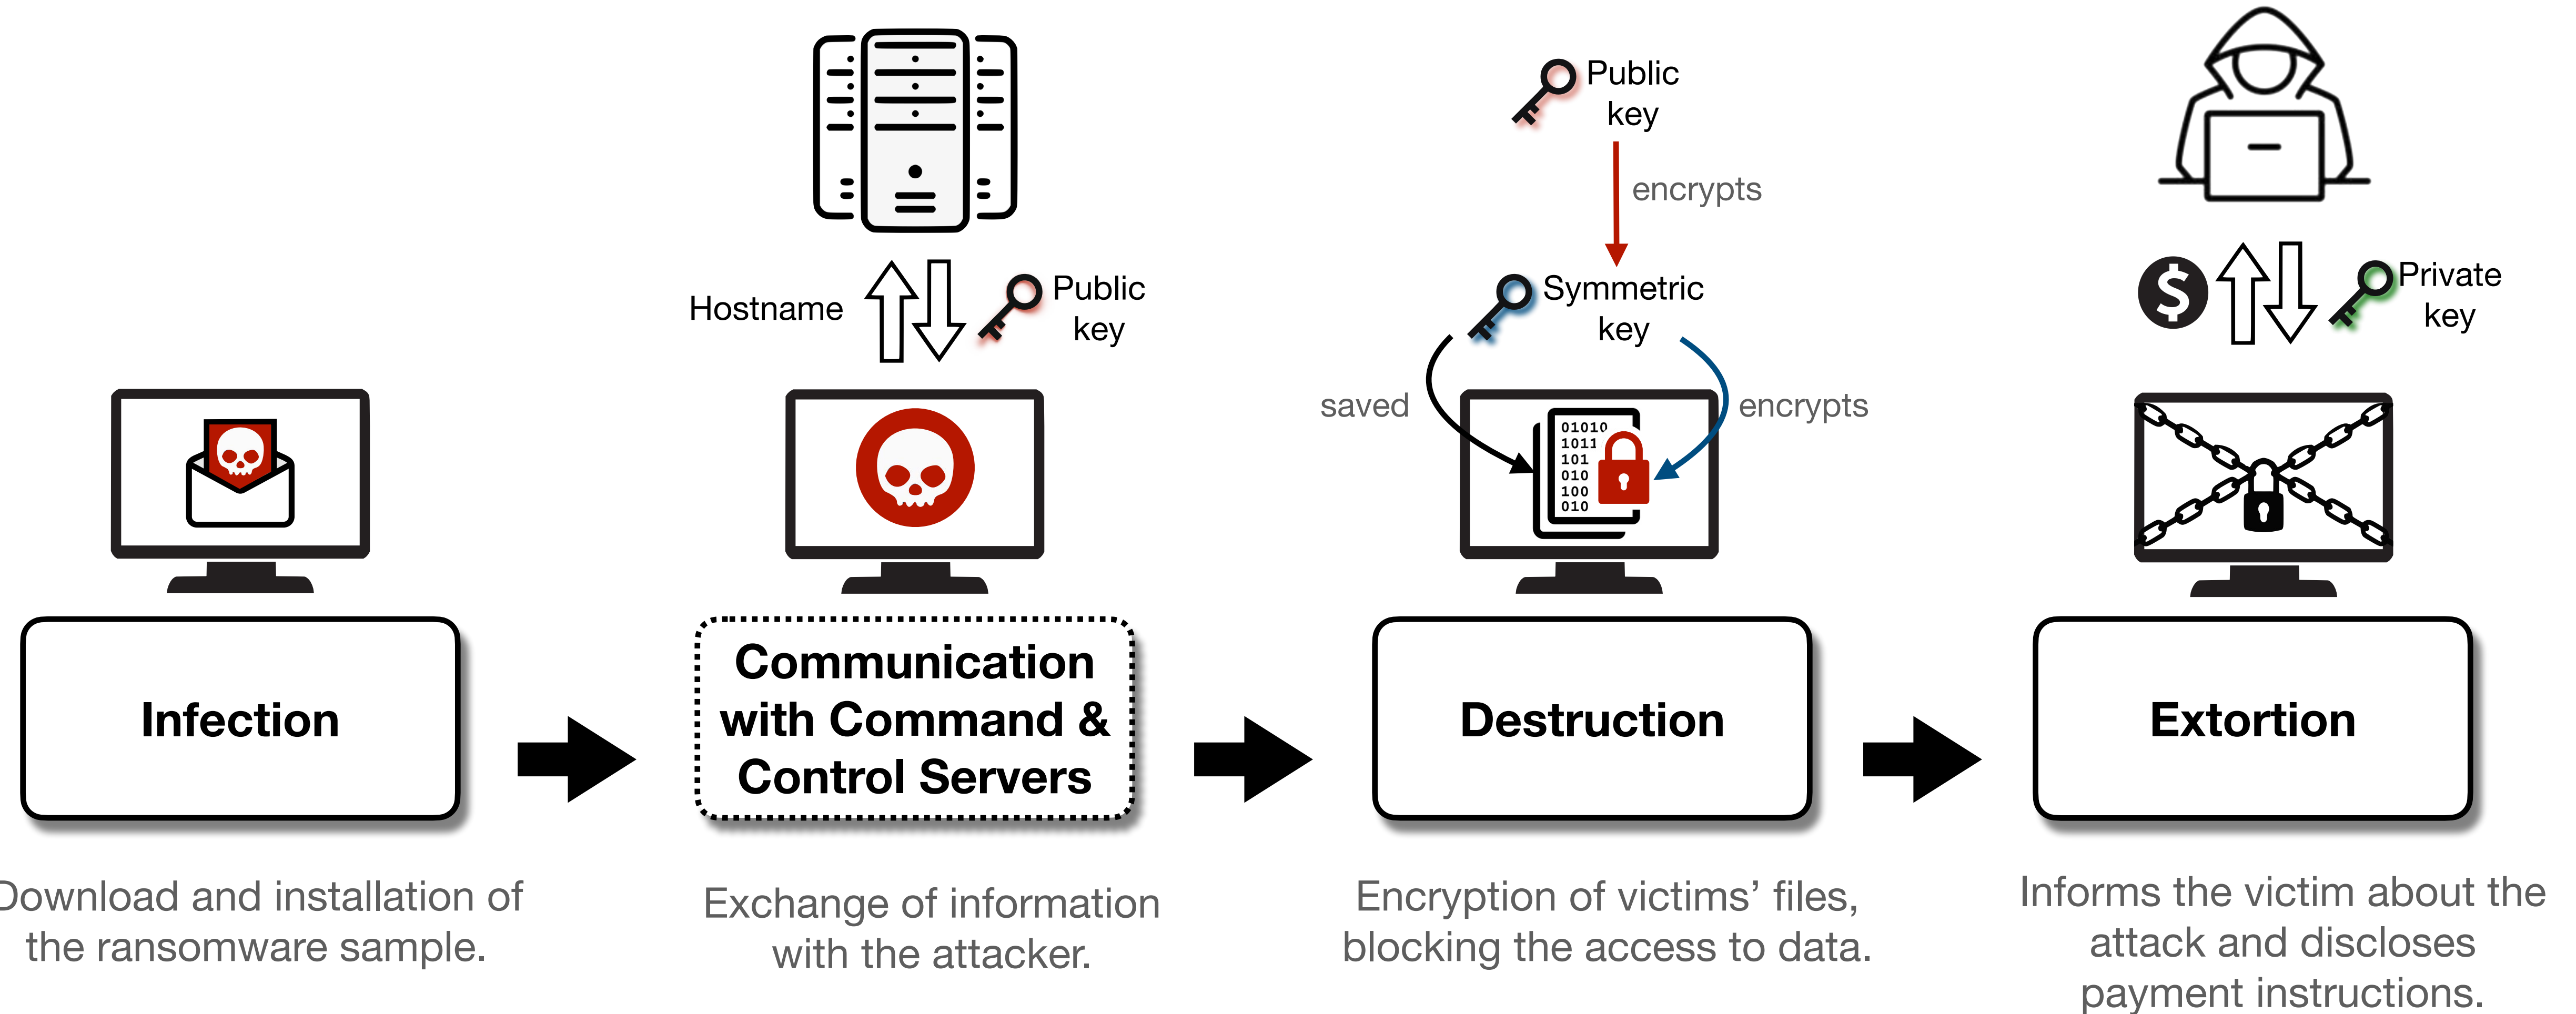 Public
key
encrypts
Hostname
Public
key
Symmetric
key
Private
key
saved
encrypts
01010
1011
101
010
100
010
Infection
Communication
with Command &
Control Servers
Destruction
Extortion
Download and installation of
the ransomware sample.
Exchange of information
with the attacker.
Encryption of victims’ files,
blocking the access to data.
Informs the victim about the
attack and discloses
payment instructions.
$